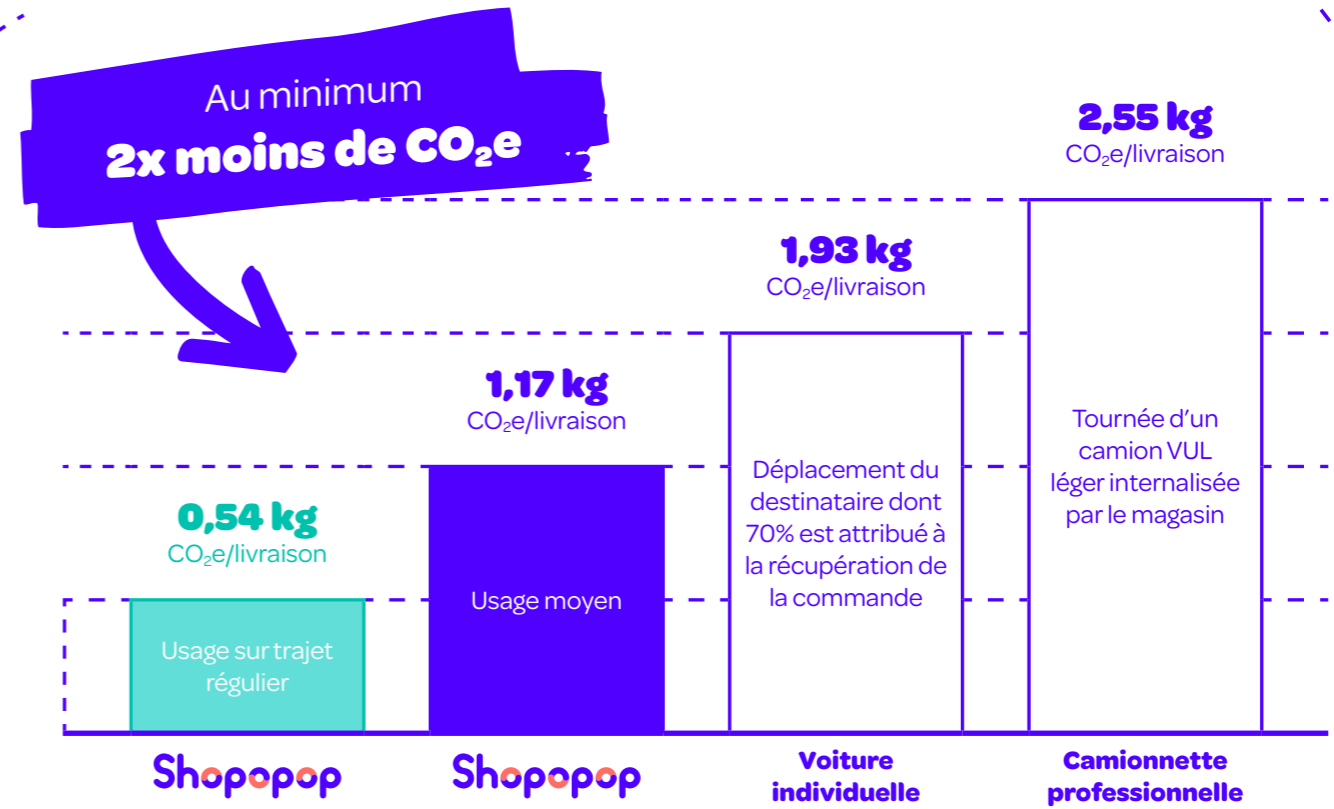 Au minimum
2x moins de CO₂e
2,55 kg
CO₂e/livraison
1,93 kg
CO₂e/livraison
1,17 kg
CO₂e/livraison
0,54 kg
CO₂e/livraison
Usage sur trajet
régulier
Usage moyen
Déplacement du
destinataire dont
70% est attribué à
la récupération de
la commande
Tournée d'un
camion VUL
léger internalisée
par le magasin
Shopopop
Shopopop
Voiture
individuelle
Camionnette
professionnelle